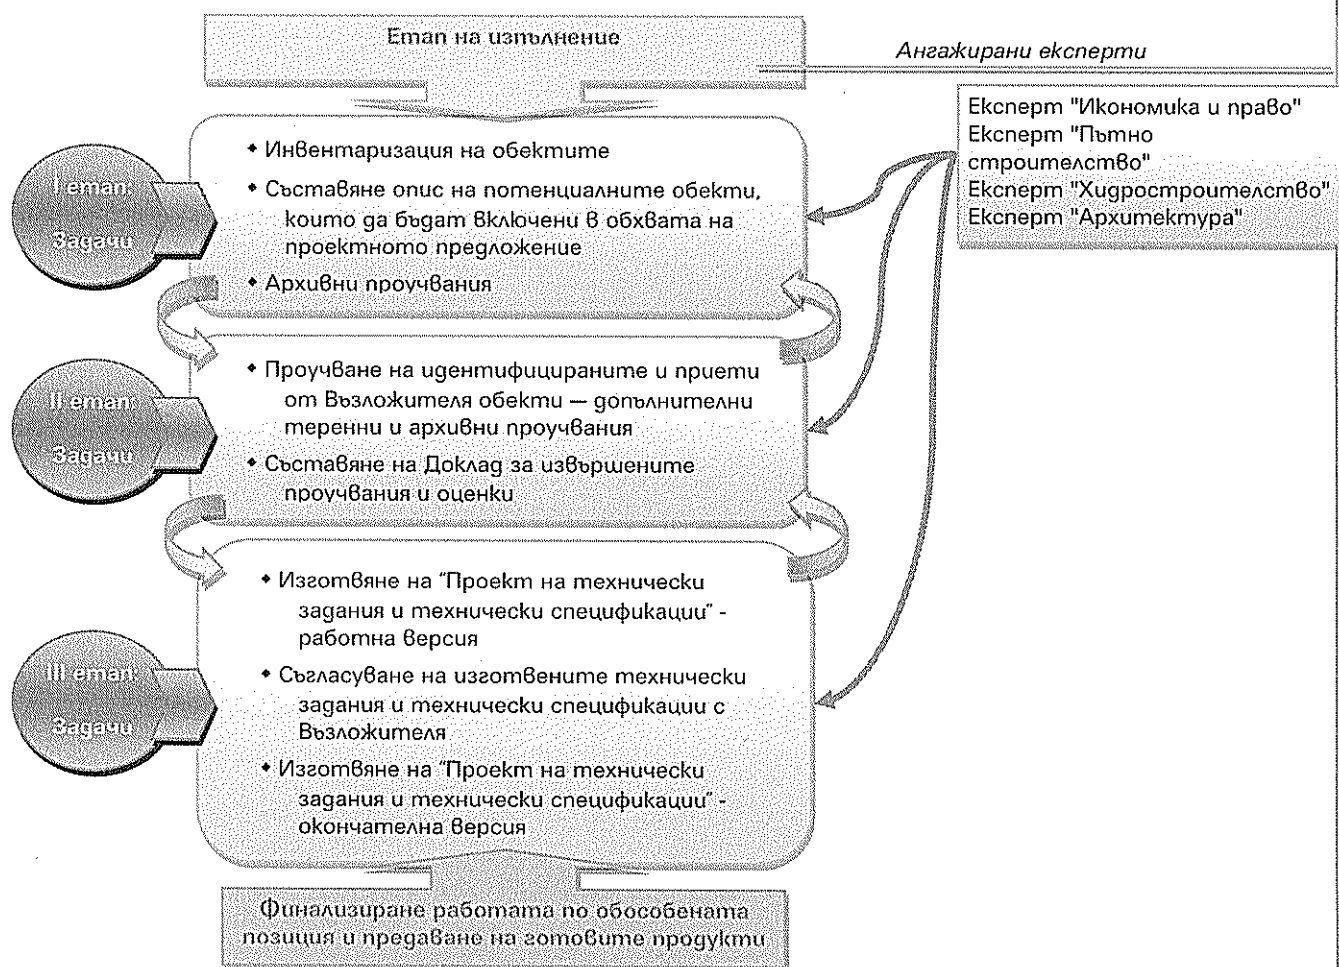 Етап на изпълнение
Ангажирани експерти
Експерт "Икономика и право"
Експерт "Пътно
строителство"
Експерт "Хидростроителство"
Експерт "Архитектура"
I етап:
Задачи
• Инвентаризация на обектите
• Съставяне опис на потенциалните обекти,
които да бъдат включени в обхвата на
проектното предложение
• Архивни проучвания
II етап:
Задачи
• Проучване на идентифицираните и приети
от Възложителя обекти — допълнителни
теренни и архивни проучвания
• Съставяне на Доклад за извършените
проучвания и оценки
III етап:
Задачи
• Изготвяне на "Проект на технически
задания и технически спецификации" -
работна версия
• Съгласуване на изготвените технически
задания и технически спецификации с
Възложителя
• Изготвяне на "Проект на технически
задания и технически спецификации" -
окончателна версия
Финализиране работата по обособената
позиция и предаване на готовите продукти